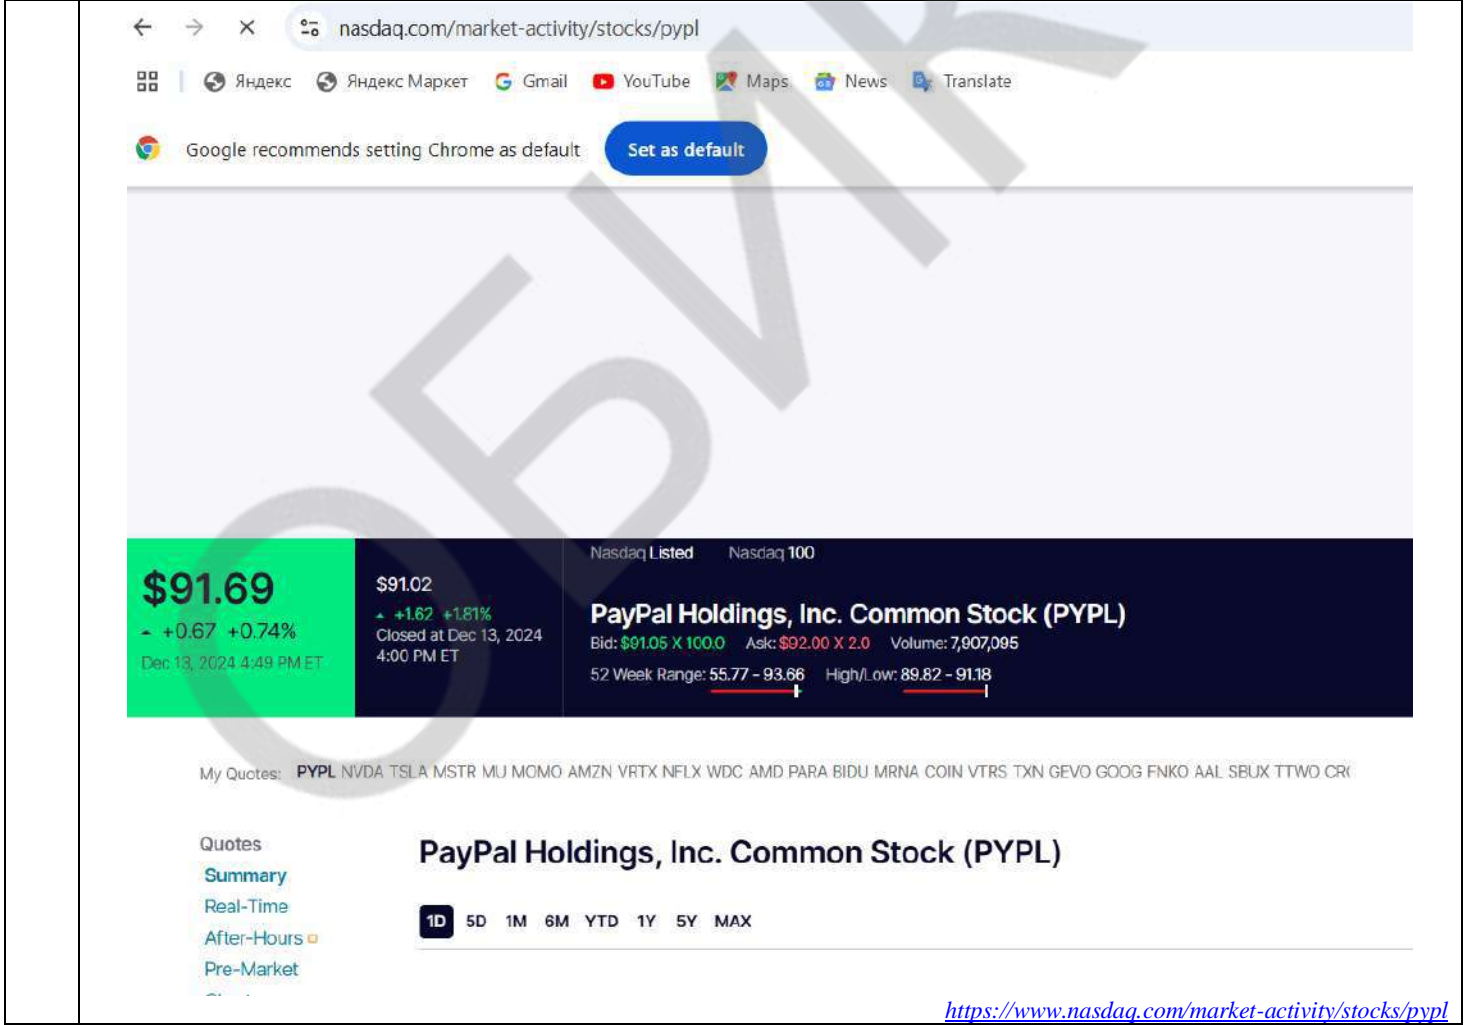 nasdaq.com/market-activity/stocks/pypl
Яндекс Яндекс Маркет Gmail YouTube Maps News Translate
Google recommends setting Chrome as default Set as default
ОБИК
Nasdaq Listed Nasdaq 100
$91.69
+0.67 +0.74%
Dec 13, 2024 4:49 PM ET
$91.02
+1.62 +1.81%
Closed at Dec 13, 2024
4:00 PM ET
PayPal Holdings, Inc. Common Stock (PYPL)
Bid: $91.05 X 100.0 Ask: $92.00 X 2.0 Volume: 7,907,095
52 Week Range: 55.77 – 93.66 High/Low: 89.82 – 91.18
My Quotes: PYPL NVDA TSLA MSTR MU MOMO AMZN VRTX NFLX WDC AMD PARA BIDU MRNA COIN VTRS TXN GEVO GOOG FNKO AAL SBUX TTWO
Quotes
Summary
Real-Time
After-Hours
Pre-Market
PayPal Holdings, Inc. Common Stock (PYPL)
1D 5D 1M 6M YTD 1Y 5Y MAX
https://www.nasdaq.com/market-activity/stocks/pypl